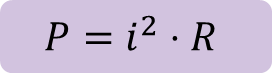 P = i² · R